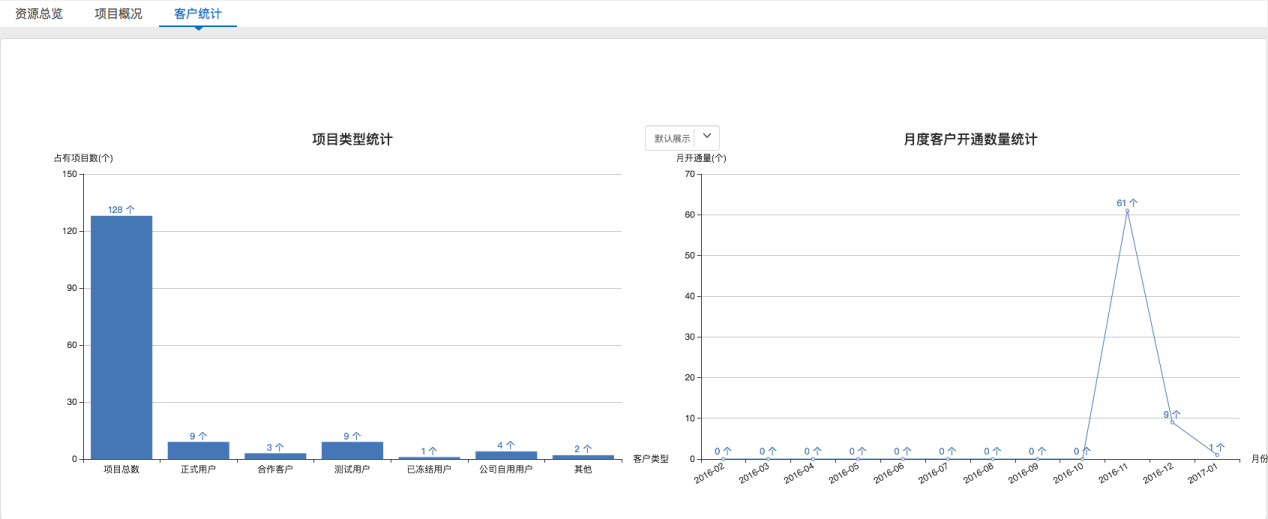 资源总览 项目概况 客户统计
项目类型统计
占有项目数(个)
150
120
90
60
30
0
128 个
9 个
3 个
9 个
1 个
4 个
2 个
项目总数 正式用户 合作客户 测试用户 已冻结用户 公司自用用户 其他
客户类型
默认展示
月度客户开通数量统计
月开通量(个)
70
60
50
40
30
20
10
0
0 个 0 个 0 个 0 个 0 个 0 个 0 个 0 个 0 个
61 个
9 个
1 个
2016-02 2016-03 2016-04 2016-05 2016-06 2016-07 2016-08 2016-09 2016-10 2016-11 2016-12 2017-01
月份